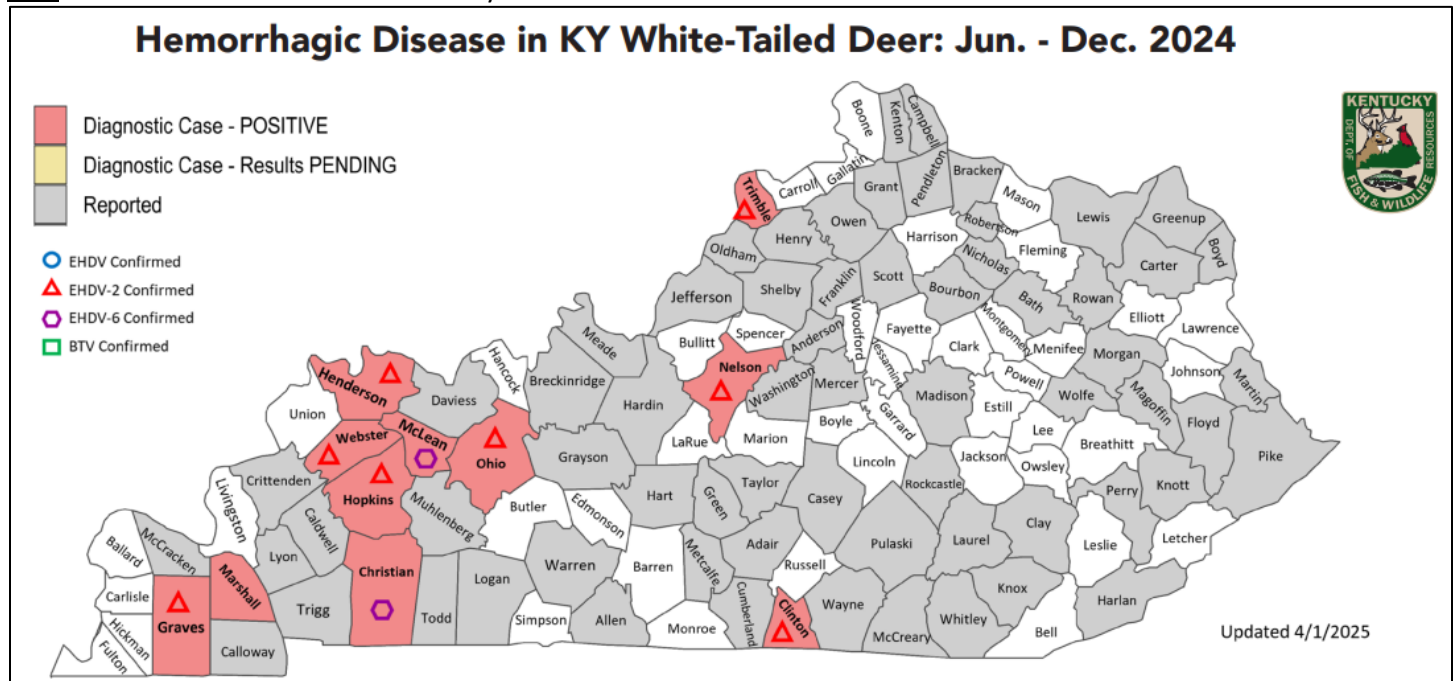 Hemorrhagic Disease in KY White-Tailed Deer: Jun. - Dec. 2024
Diagnostic Case - POSITIVE
Diagnostic Case - Results PENDING
Reported
EHDV Confirmed
EHDV-2 Confirmed
EHDV-6 Confirmed
BTV Confirmed
KENTUCKY
DEPT. OF
FISH & WILDLIFE
RESOURCES
Boone
Kenton
Campbell
Gallatin
Carroll
Trimble
Grant
Pendleton
Bracken
Mason
Lewis
Greenup
Boyd
Owen
Robertson
Henry
Harrison
Fleming
Oldham
Nicholas
Carter
Scott
Franklin
Shelby
Jefferson
Bourbon
Bath
Rowan
Elliott
Lawrence
Spencer
Bullitt
Anderson
Woodford
Fayette
Montgomery
Clark
Menifee
Morgan
Meade
Hancock
Breckinridge
Nelson
Jessamine
Powell
Johnson
Martin
Magoffin
Washington
Mercer
Madison
Estill
Wolfe
Henderson
Daviess
Hardin
Union
Boyle
Garrard
Lee
Floyd
McLean
Webster
LaRue
Marion
Breathitt
Ohio
Grayson
Lincoln
Jackson
Owsley
Pike
Crittenden
Hopkins
Rockcastle
Taylor
Hart
Green
Casey
Perry
Knott
Livingston
Muhlenberg
Butler
Edmonson
Caldwell
Clay
Ballard
McCracken
Lyon
Adair
Pulaski
Laurel
Leslie
Letcher
Metcalfe
Russell
Barren
Warren
Christian
Logan
Marshall
Carlisle
Trigg
Knox
Harlan
Cumberland
Clinton
Wayne
Graves
Todd
Simpson
Allen
Monroe
McCreary
Whitley
Bell
Hickman
Fulton
Calloway
Updated 4/1/2025